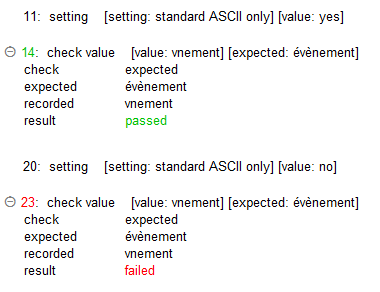 11: setting [setting: standard ASCII only] [value: yes]
14: check value [value: vnement] [expected: évènement]
check expected
expected évènement
recorded vnement
result passed
20: setting [setting: standard ASCII only] [value: no]
23: check value [value: vnement] [expected: évènement]
check expected
expected évènement
recorded vnement
result failed